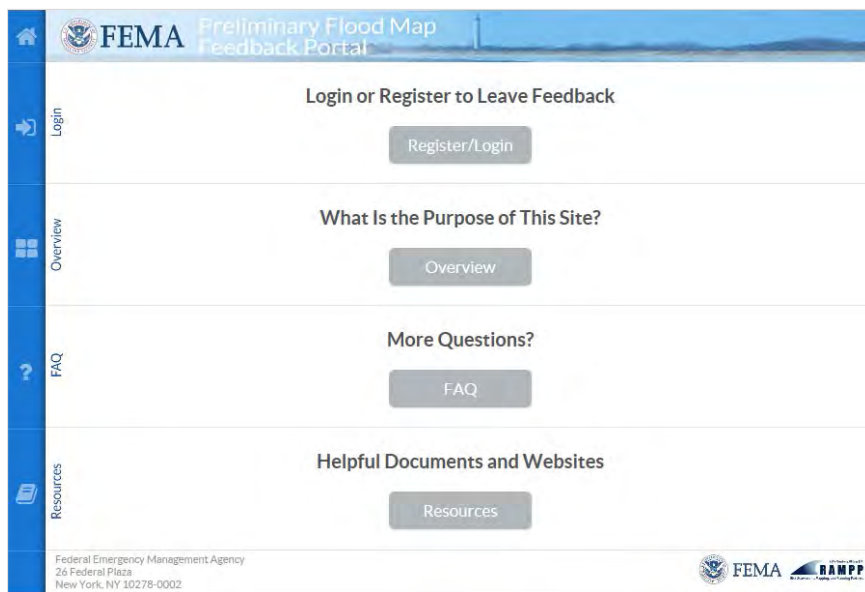 FEMA
Preliminary Flood Map
Feedback Portal
Login
Login or Register to Leave Feedback
Register/Login
Overview
What Is the Purpose of This Site?
Overview
FAQ
More Questions?
FAQ
Resources
Helpful Documents and Websites
Resources
Federal Emergency Management Agency
26 Federal Plaza
New York, NY 10278-0002
FEMA
RAMPP